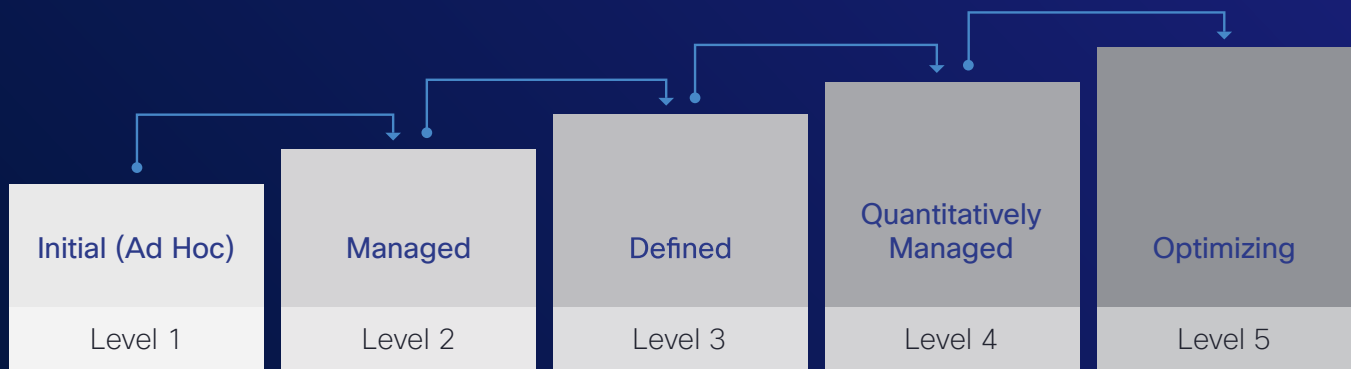 Initial (Ad Hoc)
Managed
Defined
Quantitatively
Managed
Optimizing
Level 1
Level 2
Level 3
Level 4
Level 5